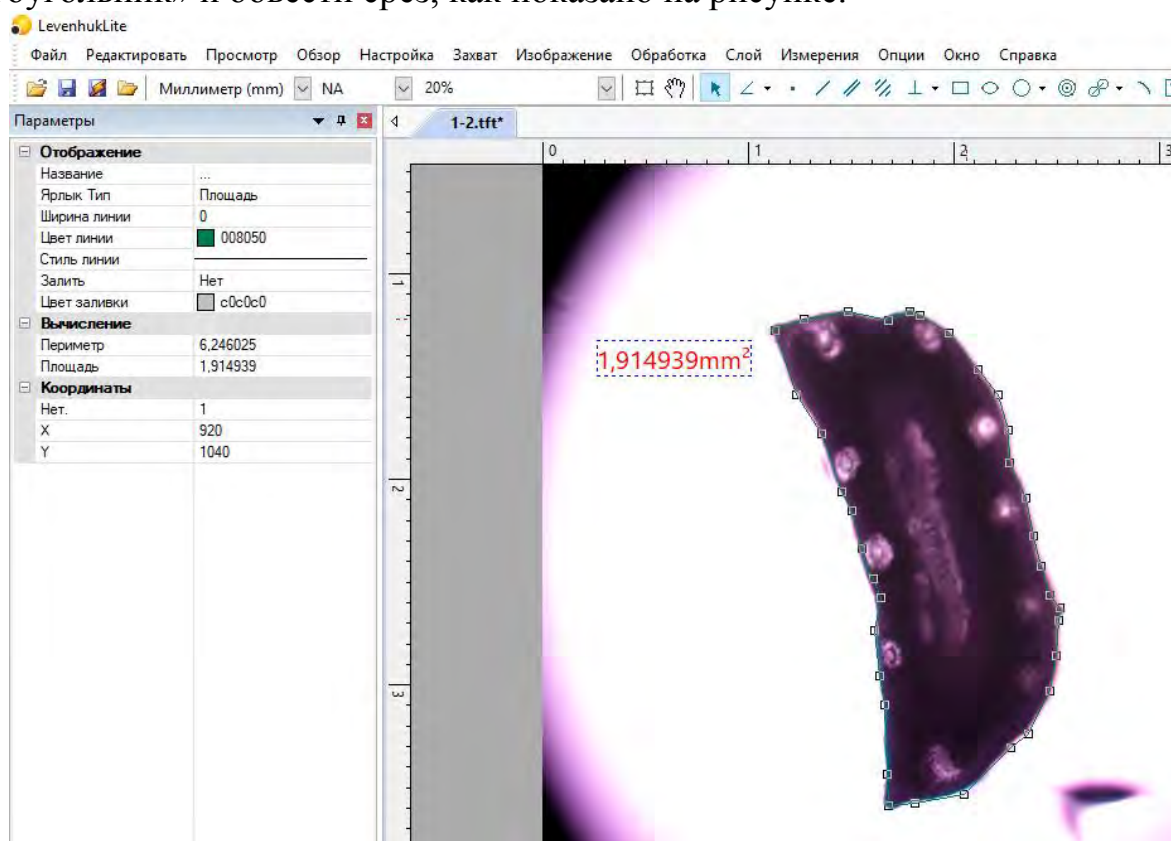 LevenhukLite
Файл Редактировать Просмотр Обзор Настройка Захват Изображение Обработка Слой Измерения Опции Окно Справка
Миллиметр (mm) NA 20%
Параметры
1-2.tft*
Отображение
Название ...
Ярлык Тип Площадь
Ширина линии 0
Цвет линии 008050
Стиль линии
Залить Нет
Цвет заливки c0c0c0
Вычисление
Периметр 6,246025
Площадь 1,914939
Координаты
Нет. 1
X 920
Y 1040
0 1 2 3
1
2
3
1,914939mm²